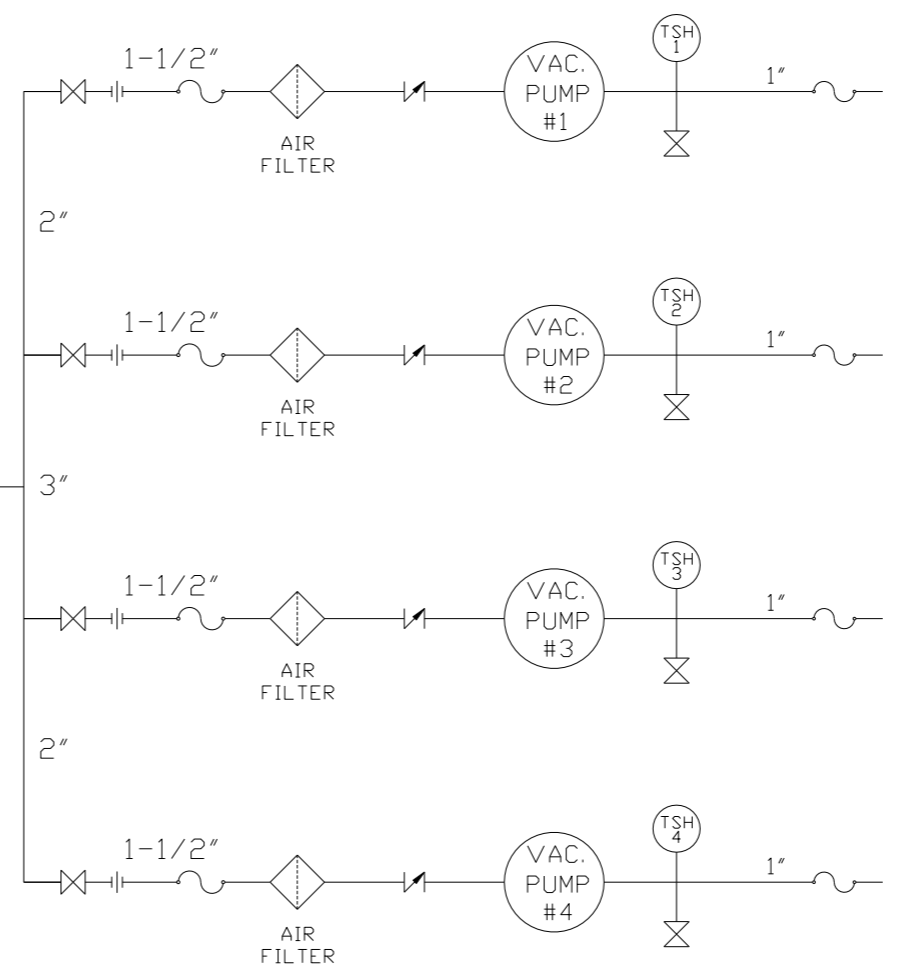 TSH
1
1-1/2"
VAC.
PUMP
#1
1"
AIR
FILTER
2"
TSH
2
1-1/2"
VAC.
PUMP
#2
1"
AIR
FILTER
3"
TSH
3
1-1/2"
VAC.
PUMP
#3
1"
AIR
FILTER
2"
TSH
4
1-1/2"
VAC.
PUMP
#4
1"
AIR
FILTER